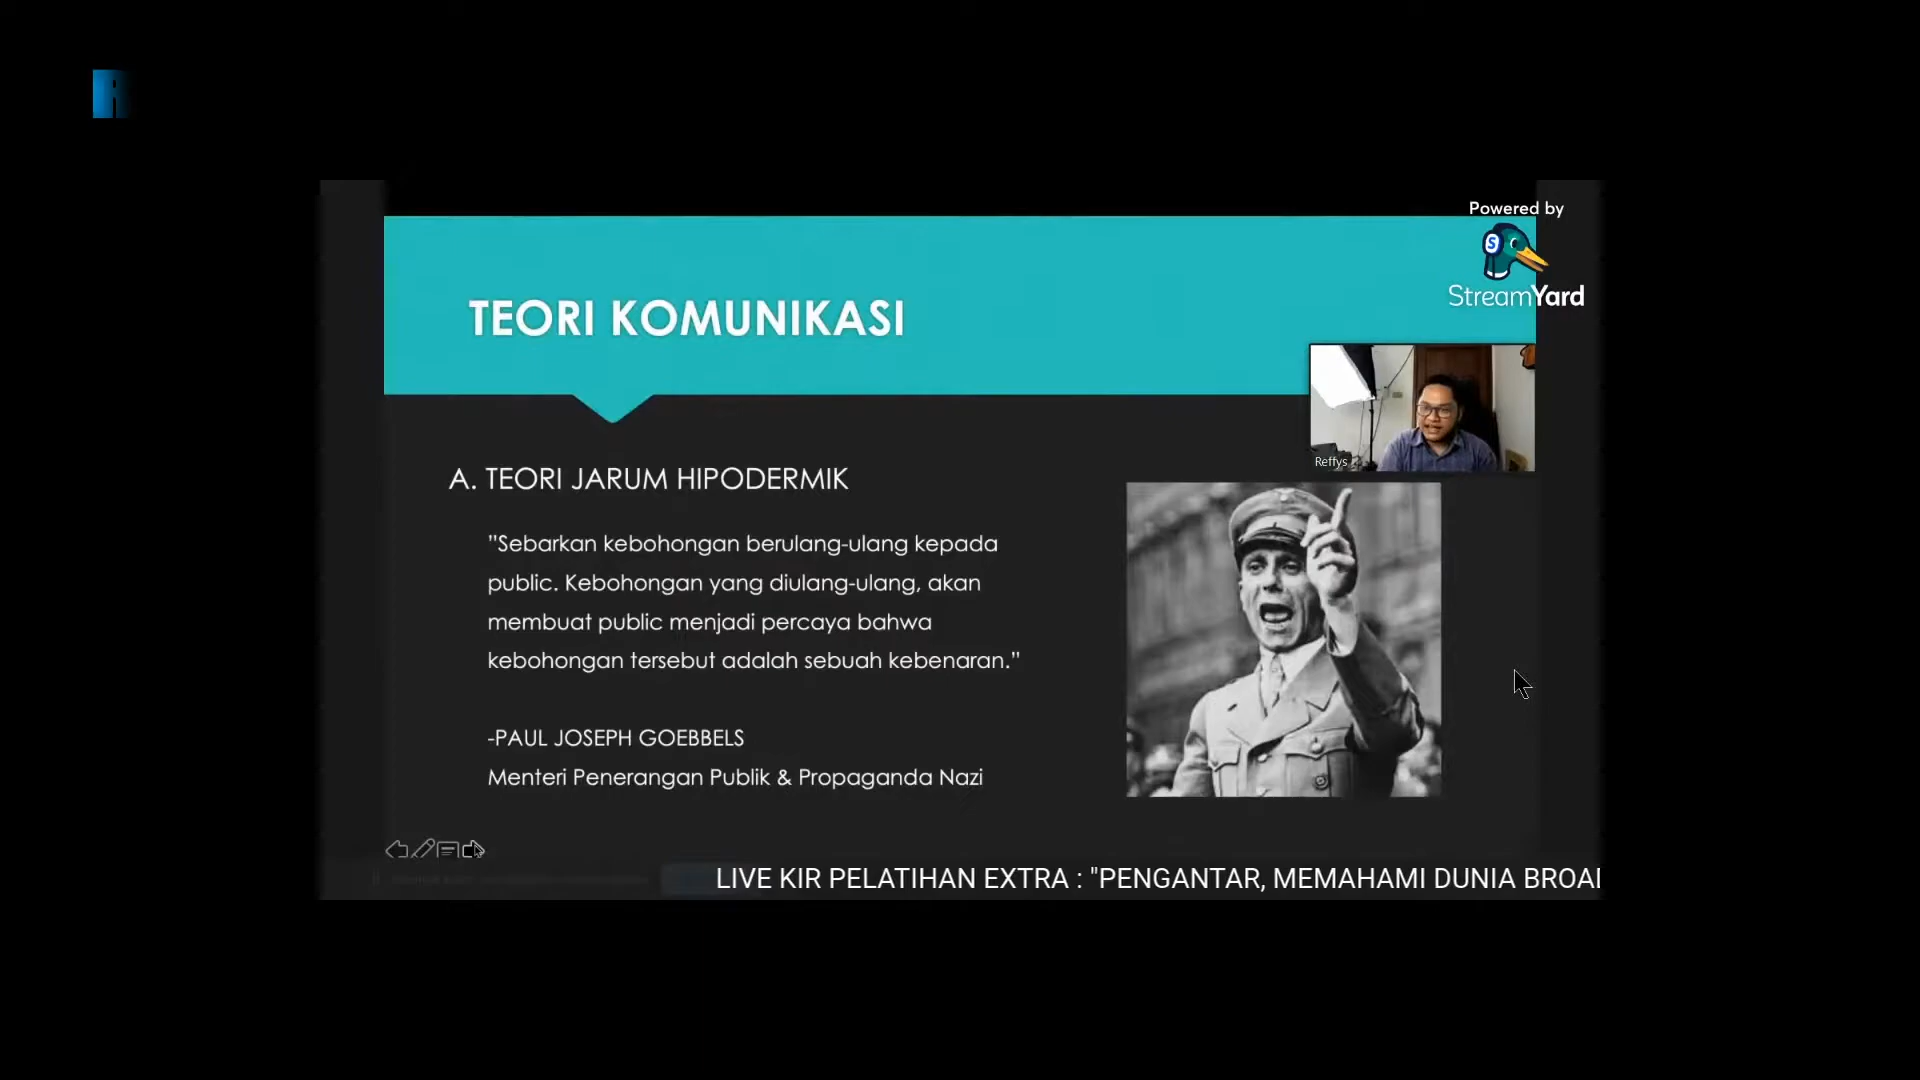 R
Powered by
StreamYard
TEORI KOMUNIKASI
Reffys
A. TEORI JARUM HIPODERMIK
"Sebarkan kebohongan berulang-ulang kepada
public. Kebohongan yang diulang-ulang, akan
membuat public menjadi percaya bahwa
kebohongan tersebut adalah sebuah kebenaran."
-PAUL JOSEPH GOEBBELS
Menteri Penerangan Publik & Propaganda Nazi
LIVE KIR PELATIHAN EXTRA : "PENGANTAR, MEMAHAMI DUNIA BROA